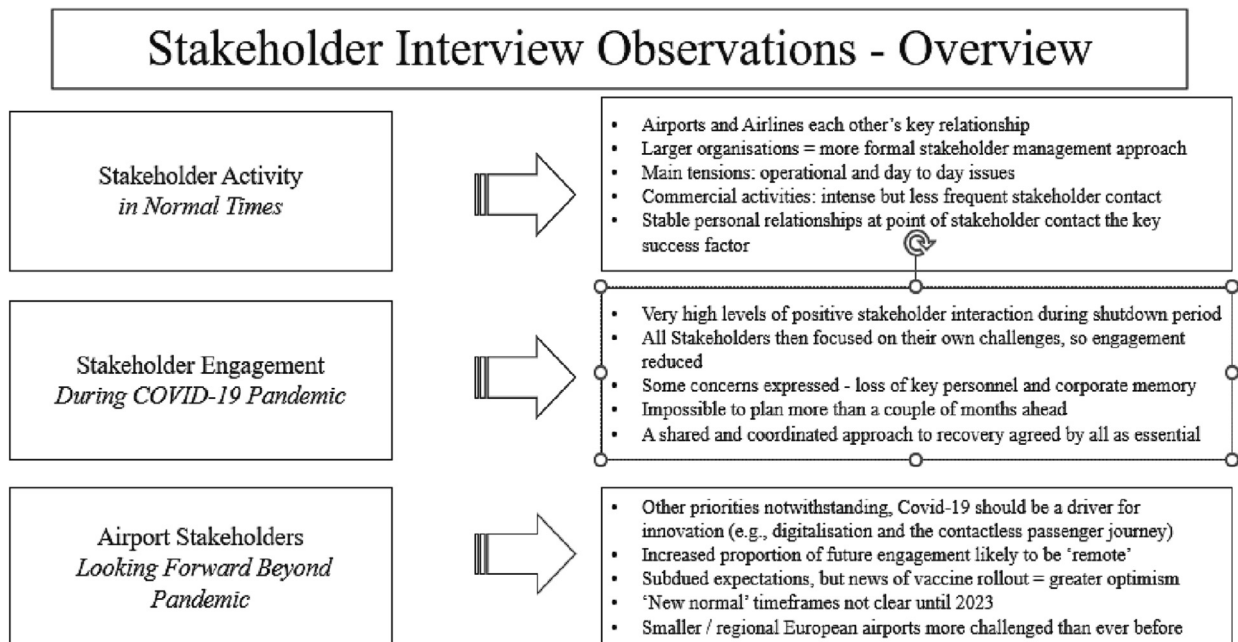 Stakeholder Interview Observations - Overview
Stakeholder Activity
in Normal Times
• Airports and Airlines each other's key relationship
• Larger organisations = more formal stakeholder management approach
• Main tensions: operational and day to day issues
• Commercial activities: intense but less frequent stakeholder contact
• Stable personal relationships at point of stakeholder contact the key
success factor
Stakeholder Engagement
During COVID-19 Pandemic
• Very high levels of positive stakeholder interaction during shutdown period
• All Stakeholders then focused on their own challenges, so engagement
reduced
• Some concerns expressed - loss of key personnel and corporate memory
• Impossible to plan more than a couple of months ahead
• A shared and coordinated approach to recovery agreed by all as essential
Airport Stakeholders
Looking Forward Beyond
Pandemic
• Other priorities notwithstanding, Covid-19 should be a driver for
innovation (e.g., digitalisation and the contactless passenger journey)
• Increased proportion of future engagement likely to be 'remote'
• Subdued expectations, but news of vaccine rollout = greater optimism
• 'New normal' timeframes not clear until 2023
• Smaller / regional European airports more challenged than ever before